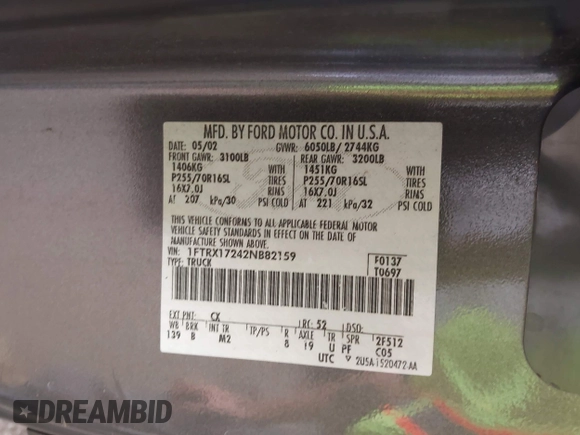 MFD. BY FORD MOTOR CO. IN U.S.A.
DATE: 05/02 GVWR: 6050LB/ 2744KG
FRONT GAWR: 3100LB REAR GAWR: 3200LB
1406KG WITH 1451KG WITH
P255/70R16SL TIRES P255/70R16SL TIRES
16X7.0J RIMS 16X7.0J RIMS
AT 207 kPa/30 PSI COLD AT 221 kPa/32 PSI COLD
THIS VEHICLE CONFORMS TO ALL APPLICABLE FEDERAL MOTOR
VEHICLE SAFETY STANDARDS IN EFFECT ON THE DATE OF
MANUFACTURE SHOWN ABOVE.
VIN: 1FTRX17242NB82159 F0137
TYPE: TRUCK T0697
EXT PNT: CX RC: 52 DSO:
WB BRK INT TR TP/PS R AXLE TR SPR 2F512
139 B M2 8 19 U PF C05
UTC 2U5A 1520472 AA
DREAMBID